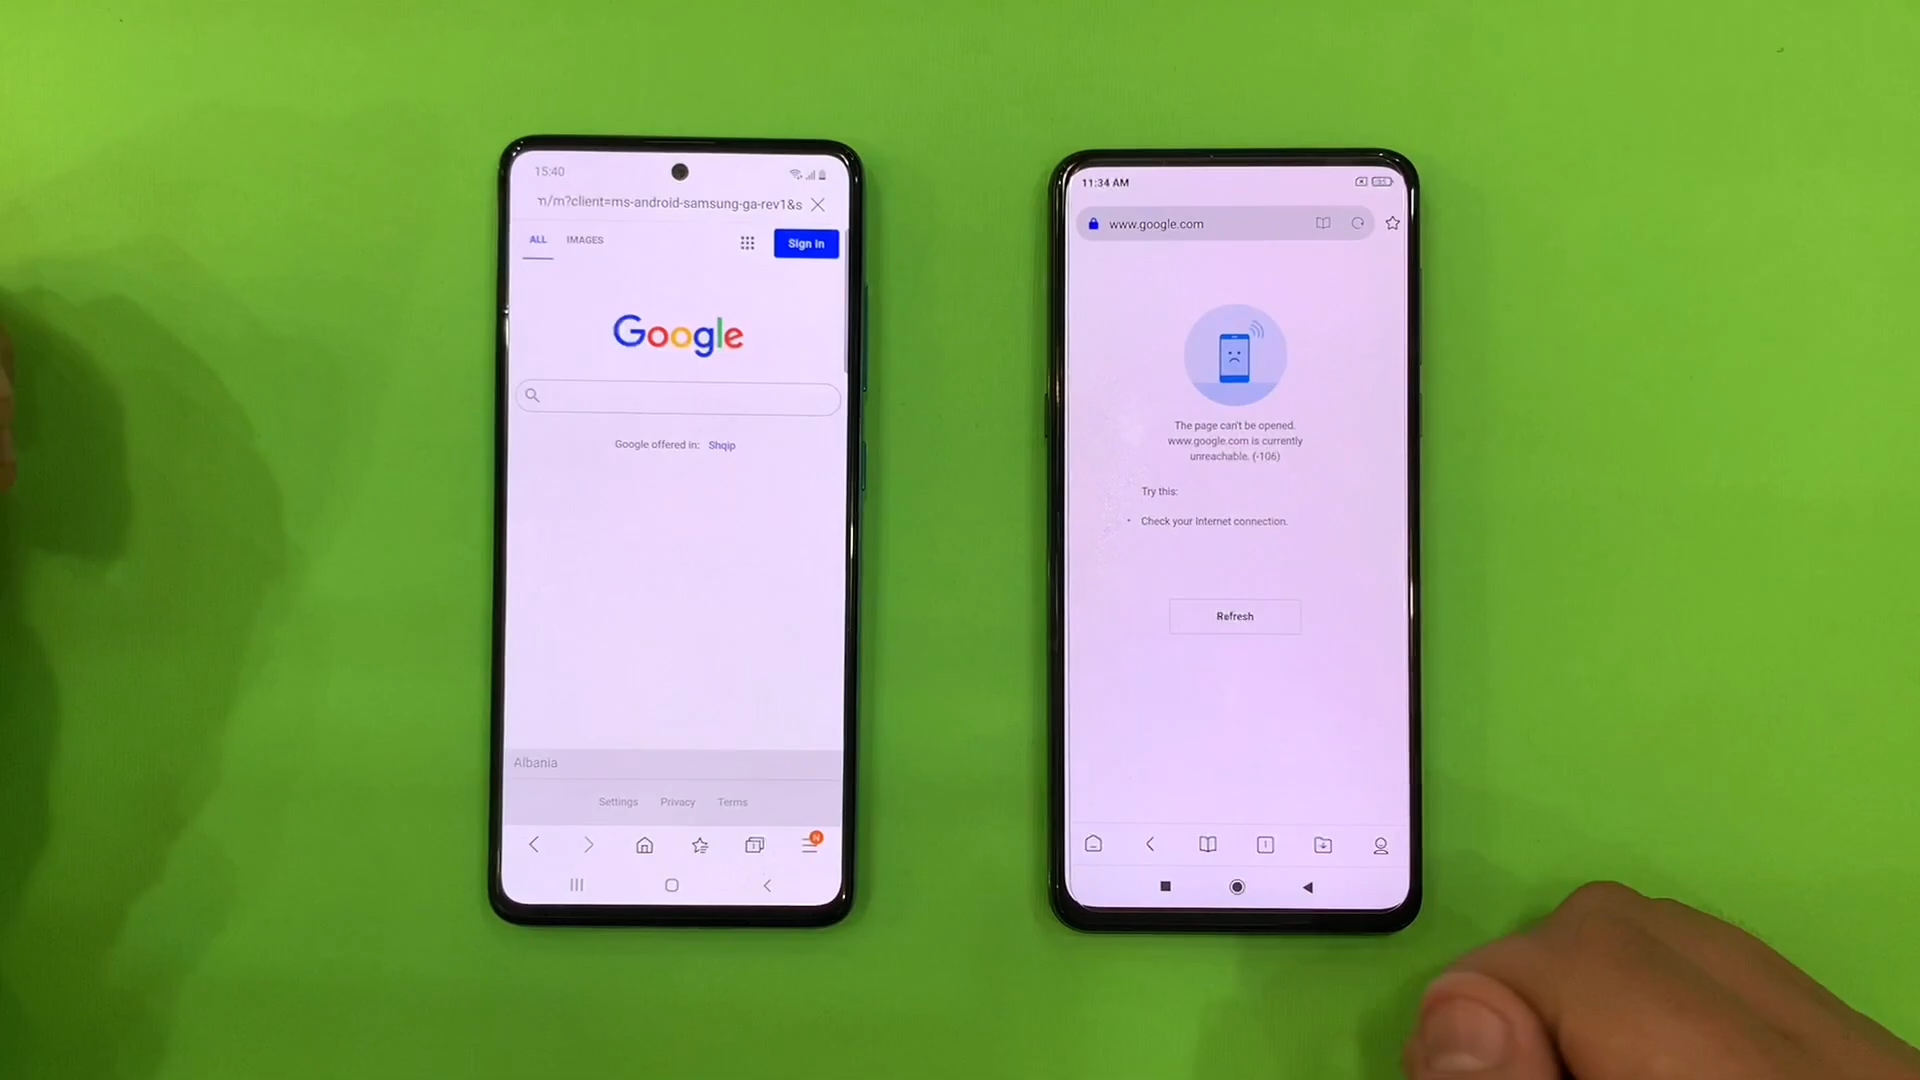 15:40
n/m?client=ms-android-samsung-ga-rev1&s
ALL IMAGES
Sign in
Google
Google offered in: Shqip
Albania
Settings Privacy Terms
1
N
11:34 AM
www.google.com
The page can't be opened.
www.google.com is currently
unreachable. (-106)
Try this:
• Check your Internet connection.
Refresh
1